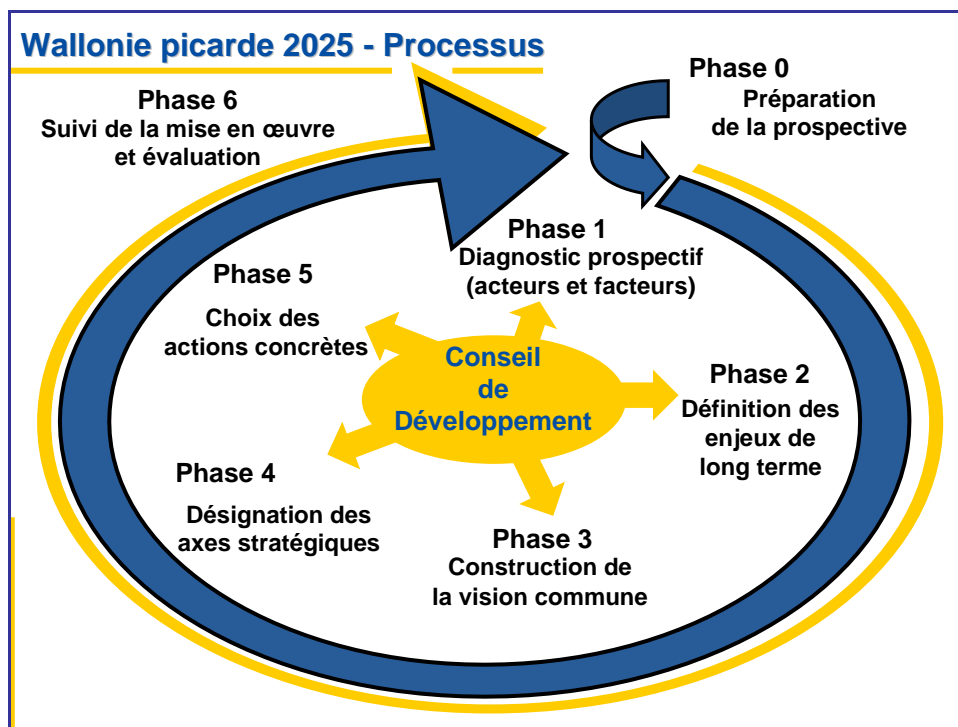 Wallonie picarde 2025 - Processus
Phase 0
Préparation
de la prospective
Phase 1
Diagnostic prospectif
(acteurs et facteurs)
Phase 2
Définition des
enjeux de
long terme
Phase 3
Construction de
la vision commune
Phase 4
Désignation des
axes stratégiques
Phase 5
Choix des
actions concrètes
Phase 6
Suivi de la mise en œuvre
et évaluation
Conseil
de
Développement